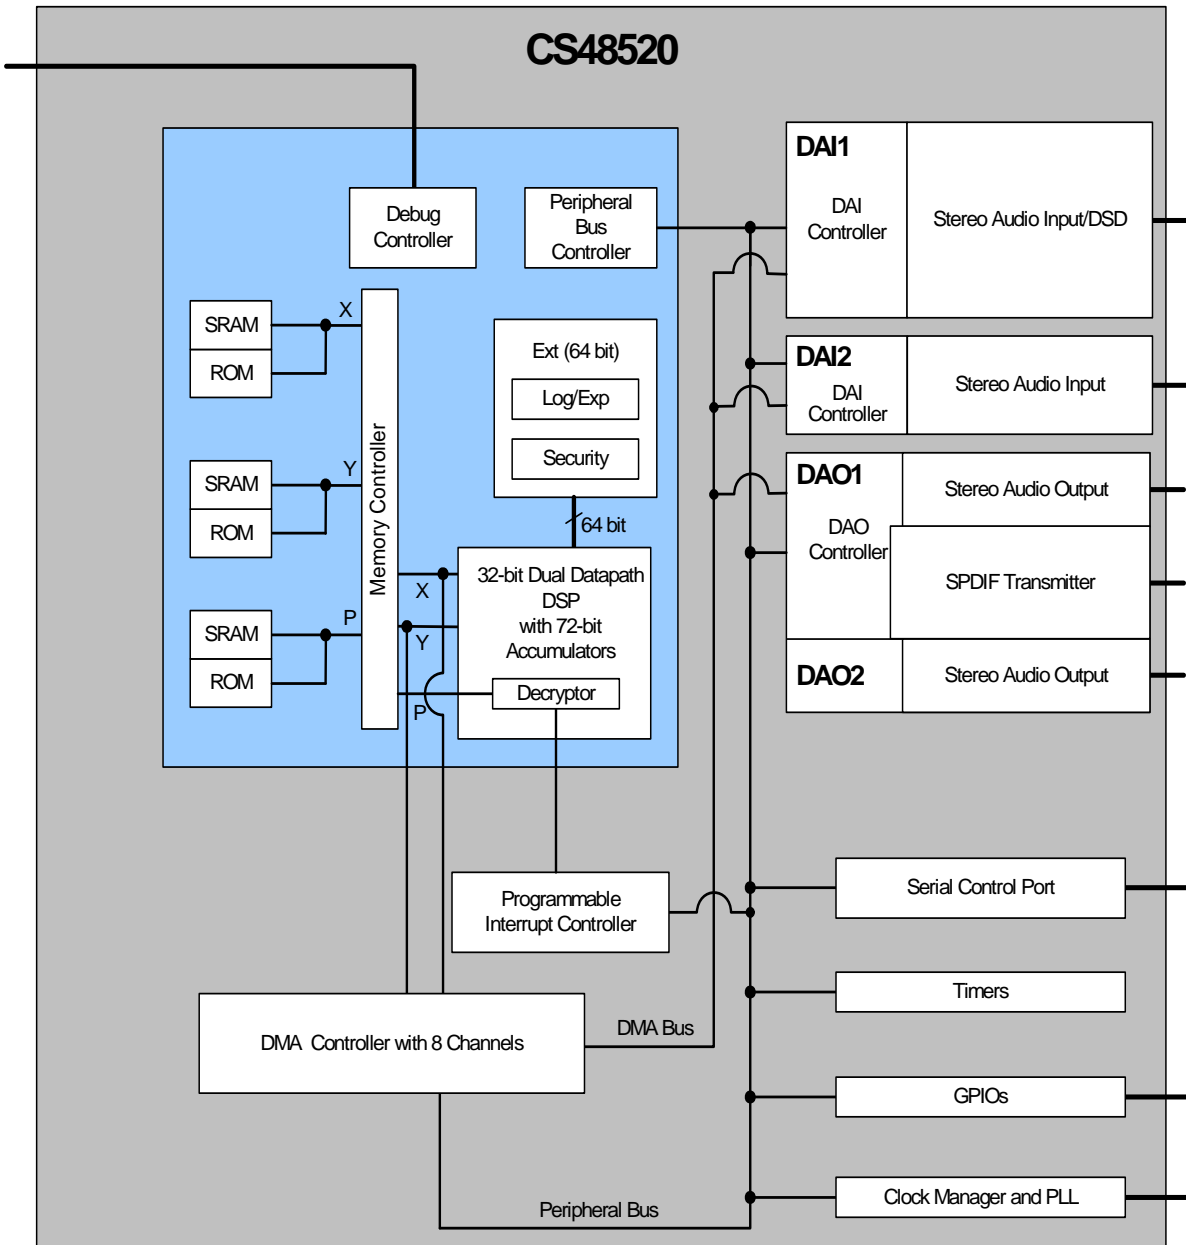 CS48520
Debug
Controller
Peripheral
Bus
Controller
DAI1
DAI
Controller
Stereo Audio Input/DSD
SRAM
ROM
X
Ext (64 bit)
Log/Exp
Security
DAI2
DAI
Controller
Stereo Audio Input
SRAM
ROM
Y
Memory Controller
64 bit
DAO1
DAO
Controller
Stereo Audio Output
SPDIF Transmitter
SRAM
ROM
P
X
Y
P
32-bit Dual Datapath
DSP
with 72-bit
Accumulators
Decryptor
DAO2
Stereo Audio Output
Programmable
Interrupt Controller
Serial Control Port
Timers
DMA Controller with 8 Channels
DMA Bus
GPIOs
Peripheral Bus
Clock Manager and PLL